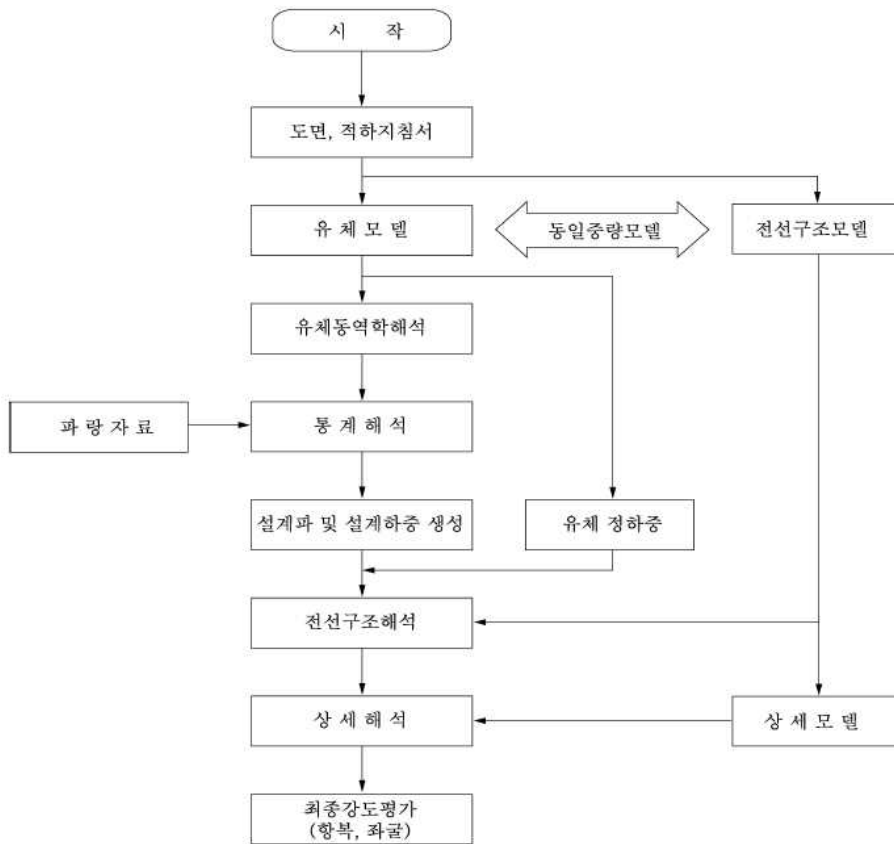 시 작
도면, 적하지침서
유 체 모 델
동일중량모델
전선구조모델
유체동역학해석
파 랑 자 료
통 계 해 석
설계파 및 설계하중 생성
유체 정하중
전선구조해석
상 세 해 석
상 세 모 델
최종강도평가
(항복, 좌굴)